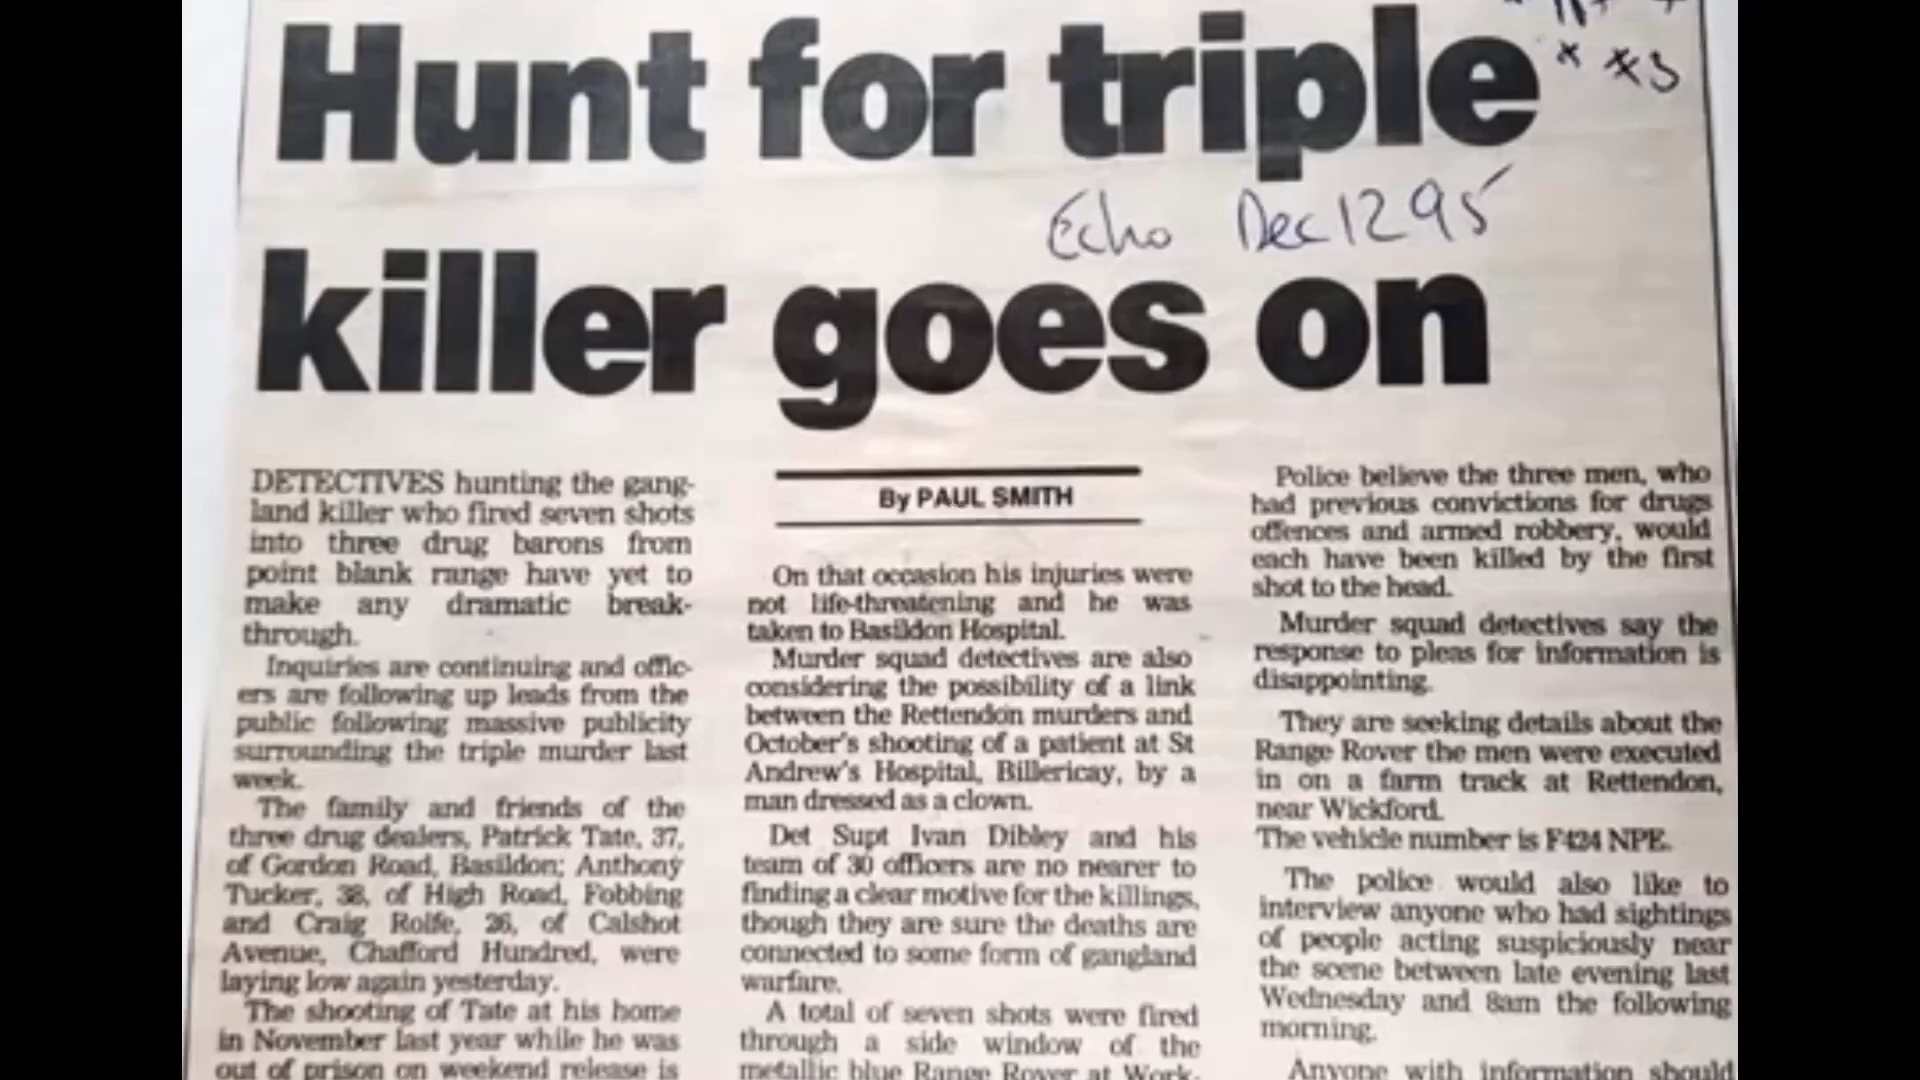 Hunt for triple
Echo Dec 12 95
killer goes on
DETECTIVES hunting the gang-
land killer who fired seven shots
into three drug barons from
point blank range have yet to
make any dramatic break-
through.
Inquiries are continuing and offic-
ers are following up leads from the
public following massive publicity
surrounding the triple murder last
week.
The family and friends of the
three drug dealers, Patrick Tate, 37,
of Gordon Road, Basildon; Anthony
Tucker, 38, of High Road, Fobbing
and Craig Rolfe, 26, of Calshot
Avenue, Chafford Hundred, were
laying low again yesterday.
The shooting of Tate at his home
in November last year while he was
out of prison on weekend release is
By PAUL SMITH
On that occasion his injuries were
not life-threatening and he was
taken to Basildon Hospital.
Murder squad detectives are also
considering the possibility of a link
between the Rettendon murders and
October's shooting of a patient at St
Andrew's Hospital, Billericay, by a
man dressed as a clown.
Det Supt Ivan Dibley and his
team of 30 officers are no nearer to
finding a clear motive for the killings,
though they are sure the deaths are
connected to some form of gangland
warfare.
A total of seven shots were fired
through a side window of the
metallic blue Range Rover at Work-
Police believe the three men, who
had previous convictions for drugs
offences and armed robbery, would
each have been killed by the first
shot to the head.
Murder squad detectives say the
response to pleas for information is
disappointing.
They are seeking details about the
Range Rover the men were executed
in on a farm track at Rettendon,
near Wickford.
The vehicle number is F424 NPE.
The police would also like to
interview anyone who had sightings
of people acting suspiciously near
the scene between late evening last
Wednesday and 8am the following
morning.
Anyone with information should